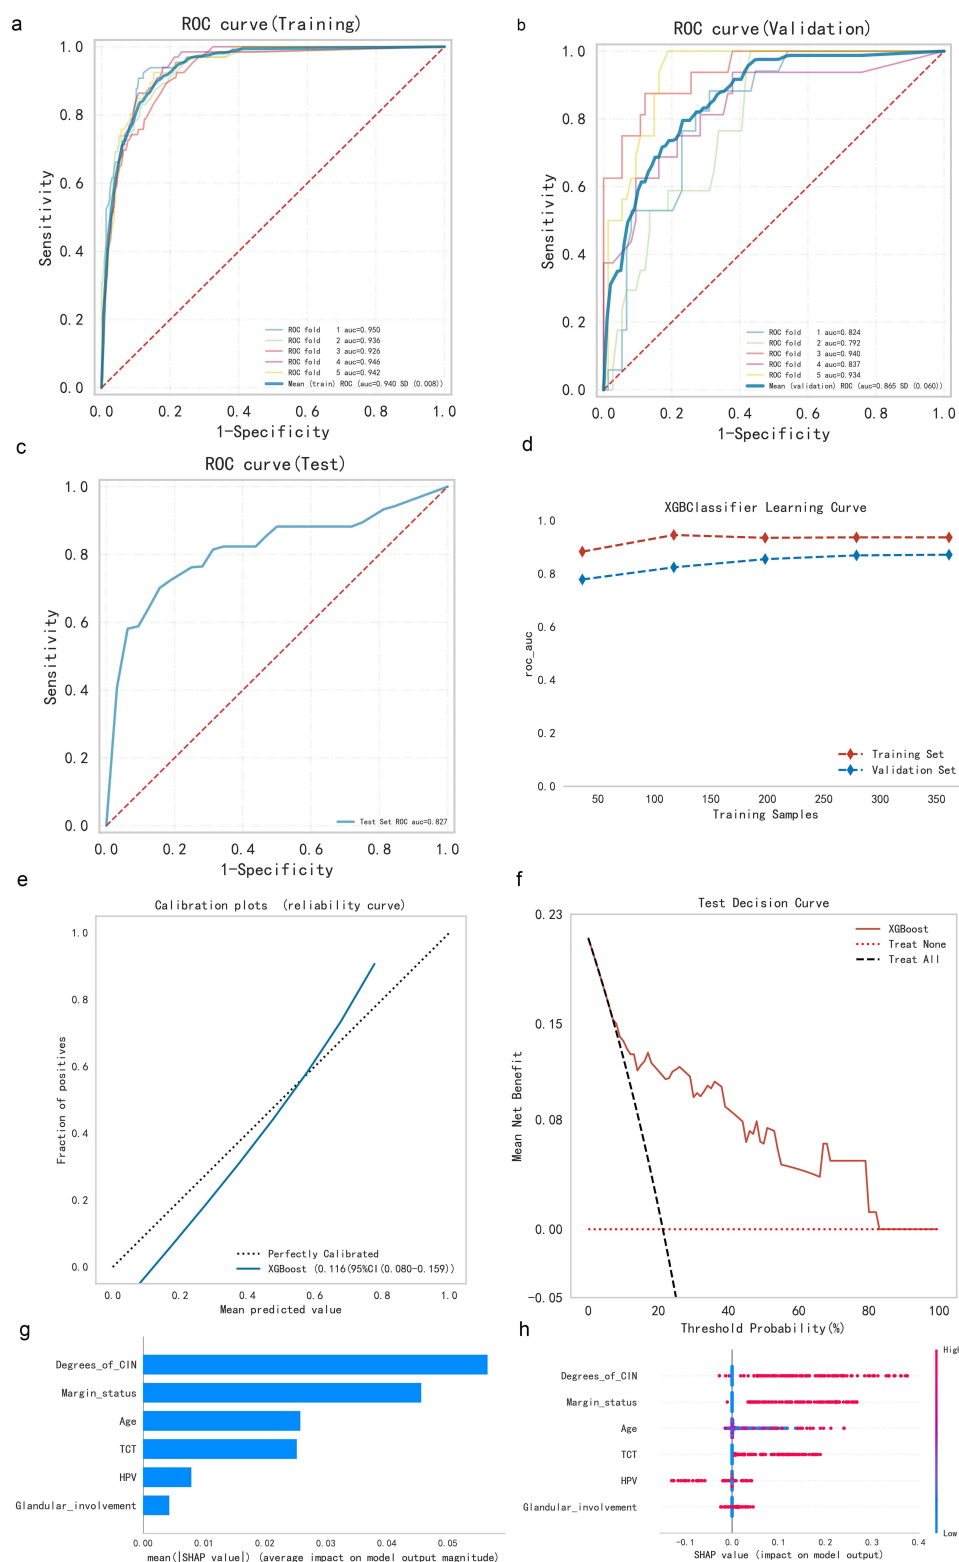 a
ROC curve(Training)
1.0
0.8
0.6
0.4
0.2
0.0
Sensitivity
ROC fold 1 auc=0.950
ROC fold 2 auc=0.936
ROC fold 3 auc=0.926
ROC fold 4 auc=0.946
ROC fold 5 auc=0.942
Mean (train) ROC (auc=0.940 SD (0.008))
0.0 0.2 0.4 0.6 0.8 1.0
1-Specificity
b
ROC curve(Validation)
1.0
0.8
0.6
0.4
0.2
0.0
Sensitivity
ROC fold 1 auc=0.824
ROC fold 2 auc=0.792
ROC fold 3 auc=0.940
ROC fold 4 auc=0.837
ROC fold 5 auc=0.934
Mean (validation) ROC (auc=0.865 SD (0.060))
0.0 0.2 0.4 0.6 0.8 1.0
1-Specificity
c
ROC curve(Test)
1.0
0.8
0.6
0.4
0.2
0.0
Sensitivity
Test Set ROC auc=0.827
0.0 0.2 0.4 0.6 0.8 1.0
1-Specificity
d
XGBClassifier Learning Curve
1.0
0.8
0.6
0.4
0.2
0.0
roc_auc
Training Set
Validation Set
50 100 150 200 250 300 350
Training Samples
e
Calibration plots (reliability curve)
1.0
0.8
0.6
0.4
0.2
0.0
Fraction of positives
Perfectly Calibrated
XGBoost (0.116(95%CI(0.080-0.159))
0.0 0.2 0.4 0.6 0.8 1.0
Mean predicted value
f
Test Decision Curve
0.23
0.15
0.08
0.00
-0.05
Mean Net Benefit
XGBoost
Treat None
Treat All
0 20 40 60 80 100
Threshold Probability(%)
g
Degrees_of_CIN
Margin_status
Age
TCT
HPV
Glandular_involvement
0.00 0.01 0.02 0.03 0.04 0.05
mean(|SHAP value|) (average impact on model output magnitude)
h
High
Degrees_of_CIN
Margin_status
Age
TCT
HPV
Glandular_involvement
Low
-0.1 0.0 0.1 0.2 0.3 0.4
SHAP value (impact on model output)